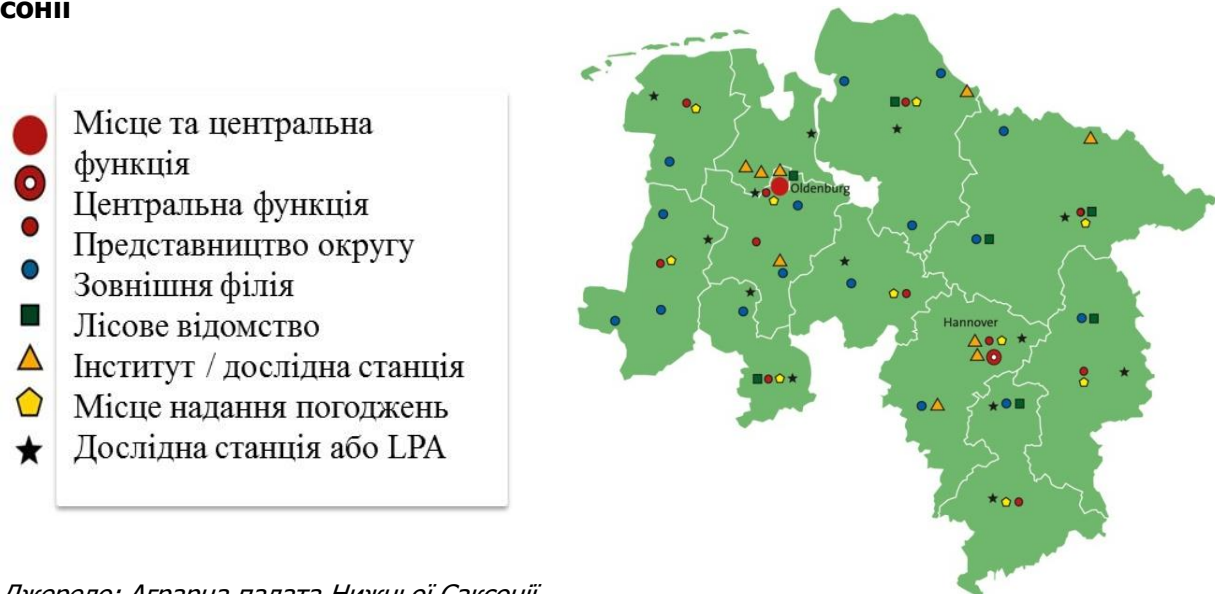 сонії
Місце та центральна
функція
Центральна функція
Представництво округу
Зовнішня філія
Лісове відомство
Інститут / дослідна станція
Місце надання погоджень
Дослідна станція або LPA
Oldenburg
Hannover
Джерело: Аграрна палата Нижньої Саксонії